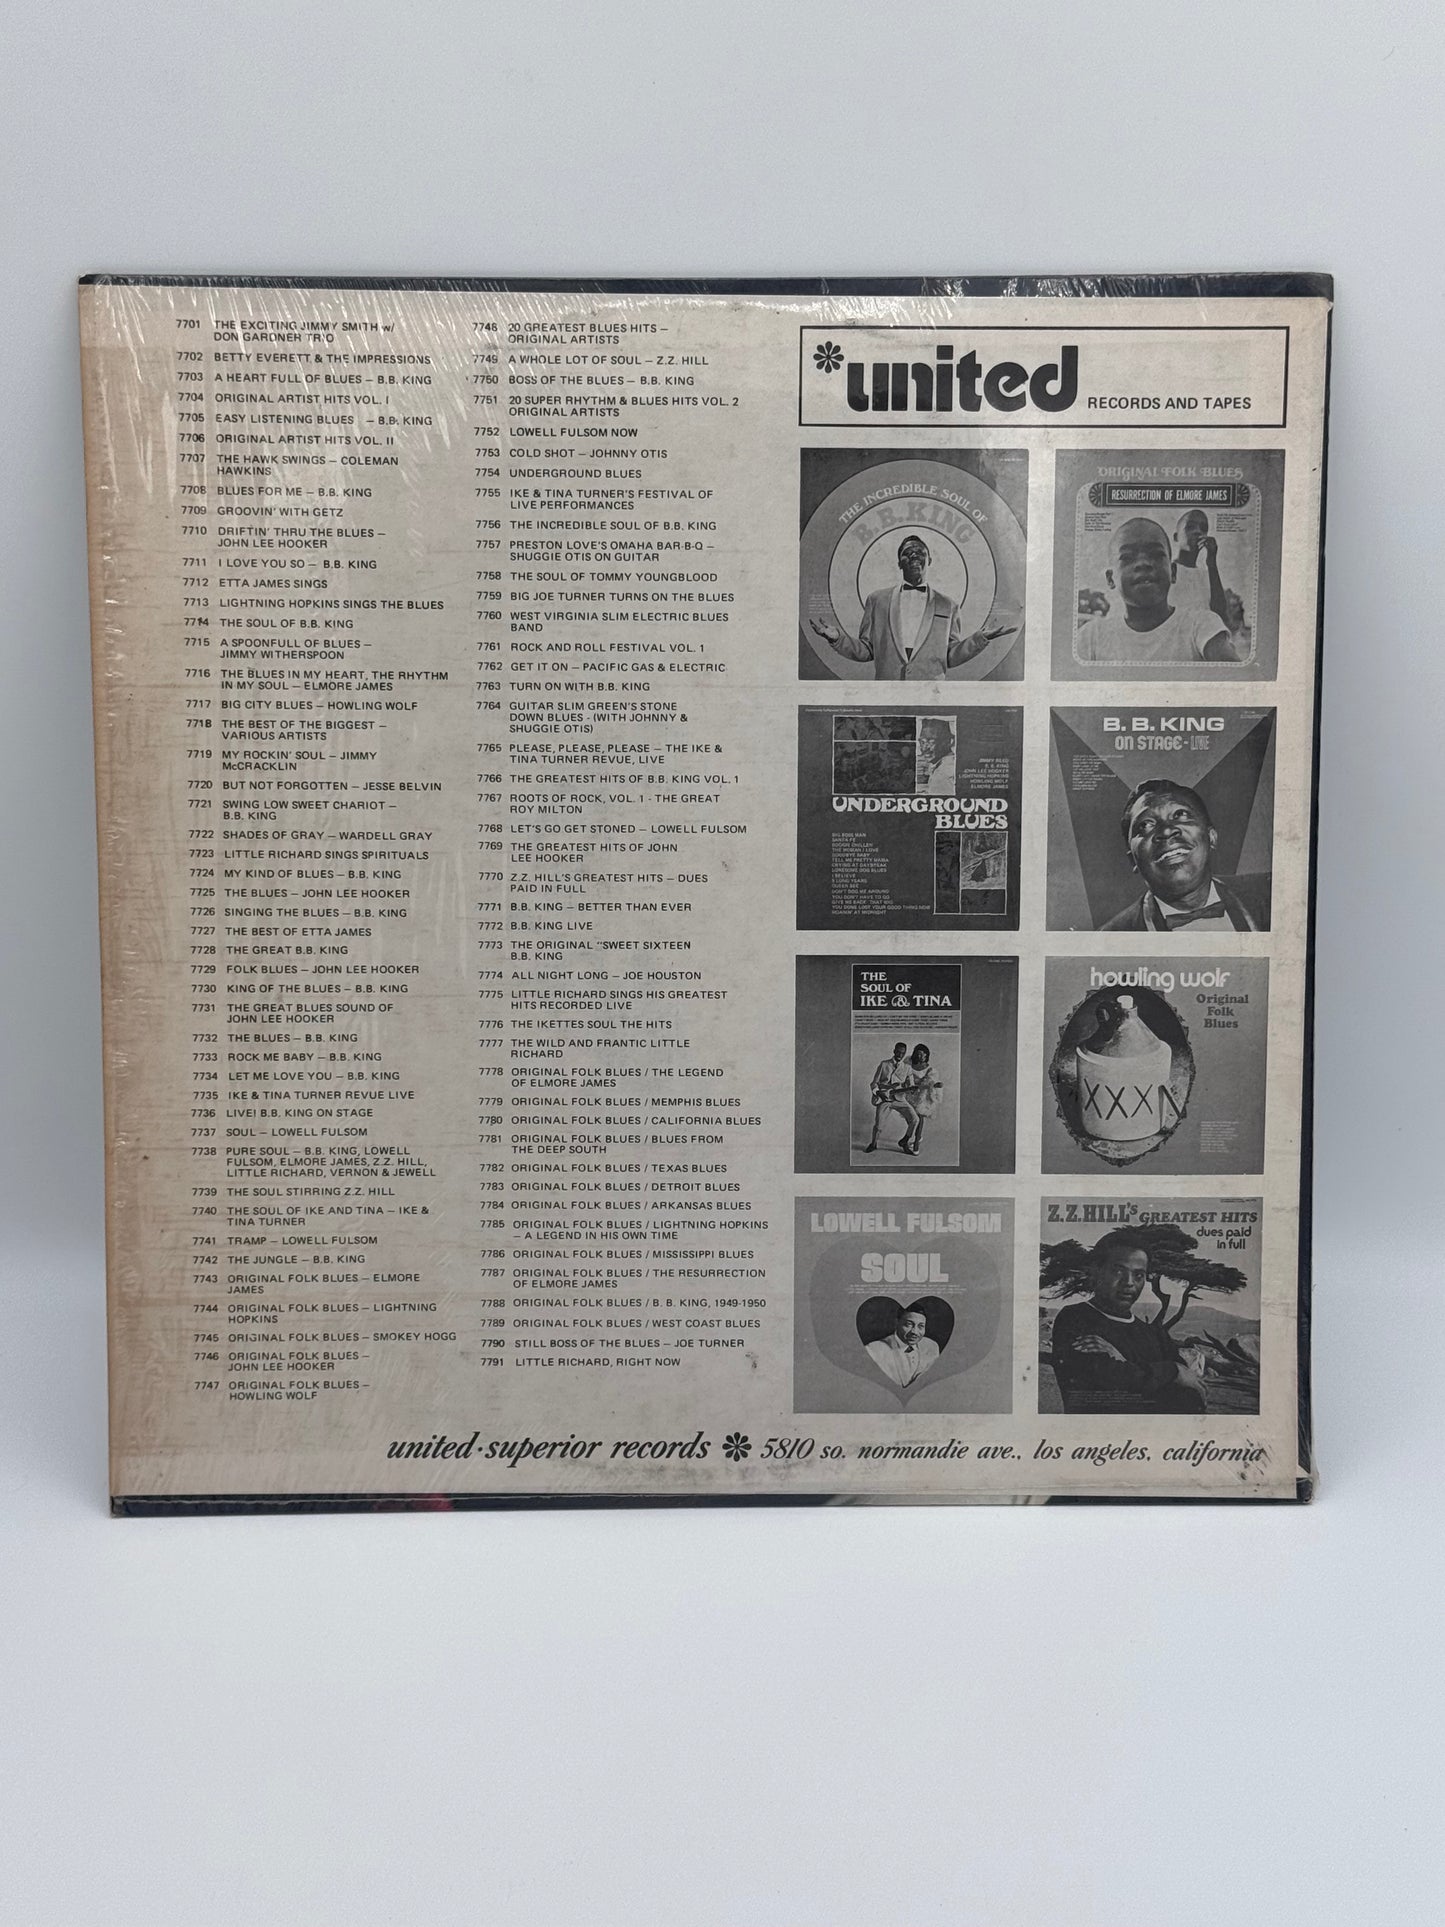 7701 THE EXCITING JIMMY SMITH w/
DON GARDNER TRIO
7702 BETTY EVERETT & THE IMPRESSIONS
7703 A HEART FULL OF BLUES – B.B. KING
7704 ORIGINAL ARTIST HITS VOL. I
7705 EASY LISTENING BLUES – B.B. KING
7706 ORIGINAL ARTIST HITS VOL. II
7707 THE HAWK SWINGS – COLEMAN
HAWKINS
7708 BLUES FOR ME – B.B. KING
7709 GROOVIN' WITH GETZ
7710 DRIFTIN' THRU THE BLUES –
JOHN LEE HOOKER
7711 I LOVE YOU SO – B.B. KING
7712 ETTA JAMES SINGS
7713 LIGHTNING HOPKINS SINGS THE BLUES
7714 THE SOUL OF B.B. KING
7715 A SPOONFULL OF BLUES –
JIMMY WITHERSPOON
7716 THE BLUES IN MY HEART, THE RHYTHM
IN MY SOUL – ELMORE JAMES
7717 BIG CITY BLUES – HOWLING WOLF
7718 THE BEST OF THE BIGGEST –
VARIOUS ARTISTS
7719 MY ROCKIN' SOUL – JIMMY
McCRACKLIN
7720 BUT NOT FORGOTTEN – JESSE BELVIN
7721 SWING LOW SWEET CHARIOT –
B.B. KING
7722 SHADES OF GRAY – WARDELL GRAY
7723 LITTLE RICHARD SINGS SPIRITUALS
7724 MY KIND OF BLUES – B.B. KING
7725 THE BLUES – JOHN LEE HOOKER
7726 SINGING THE BLUES – B.B. KING
7727 THE BEST OF ETTA JAMES
7728 THE GREAT B.B. KING
7729 FOLK BLUES – JOHN LEE HOOKER
7730 KING OF THE BLUES – B.B. KING
7731 THE GREAT BLUES SOUND OF
JOHN LEE HOOKER
7732 THE BLUES – B.B. KING
7733 ROCK ME BABY – B.B. KING
7734 LET ME LOVE YOU – B.B. KING
7735 IKE & TINA TURNER REVUE LIVE
7736 LIVE! B.B. KING ON STAGE
7737 SOUL – LOWELL FULSOM
7738 PURE SOUL – B.B. KING, LOWELL
FULSOM, ELMORE JAMES, Z.Z. HILL,
LITTLE RICHARD, VERNON & JEWELL
7739 THE SOUL STIRRING Z.Z. HILL
7740 THE SOUL OF IKE AND TINA – IKE &
TINA TURNER
7741 TRAMP – LOWELL FULSOM
7742 THE JUNGLE – B.B. KING
7743 ORIGINAL FOLK BLUES – ELMORE
JAMES
7744 ORIGINAL FOLK BLUES – LIGHTNING
HOPKINS
7745 ORIGINAL FOLK BLUES – SMOKEY HOGG
7746 ORIGINAL FOLK BLUES –
JOHN LEE HOOKER
7747 ORIGINAL FOLK BLUES –
HOWLING WOLF
7748 20 GREATEST BLUES HITS –
ORIGINAL ARTISTS
7749 A WHOLE LOT OF SOUL – Z.Z. HILL
7750 BOSS OF THE BLUES – B.B. KING
7751 20 SUPER RHYTHM & BLUES HITS VOL. 2
ORIGINAL ARTISTS
7752 LOWELL FULSOM NOW
7753 COLD SHOT – JOHNNY OTIS
7754 UNDERGROUND BLUES
7755 IKE & TINA TURNER'S FESTIVAL OF
LIVE PERFORMANCES
7756 THE INCREDIBLE SOUL OF B.B. KING
7757 PRESTON LOVE'S OMAHA BAR-B-Q –
SHUGGIE OTIS ON GUITAR
7758 THE SOUL OF TOMMY YOUNGBLOOD
7759 BIG JOE TURNER TURNS ON THE BLUES
7760 WEST VIRGINIA SLIM ELECTRIC BLUES
BAND
7761 ROCK AND ROLL FESTIVAL VOL. 1
7762 GET IT ON – PACIFIC GAS & ELECTRIC
7763 TURN ON WITH B.B. KING
7764 GUITAR SLIM GREEN'S STONE
DOWN BLUES - (WITH JOHNNY &
SHUGGIE OTIS)
7765 PLEASE, PLEASE, PLEASE – THE IKE &
TINA TURNER REVUE, LIVE
7766 THE GREATEST HITS OF B.B. KING VOL. 1
7767 ROOTS OF ROCK, VOL. 1 - THE GREAT
ROY MILTON
7768 LET'S GO GET STONED – LOWELL FULSOM
7769 THE GREATEST HITS OF JOHN
LEE HOOKER
7770 Z.Z. HILL'S GREATEST HITS – DUES
PAID IN FULL
7771 B.B. KING – BETTER THAN EVER
7772 B.B. KING LIVE
7773 THE ORIGINAL "SWEET SIXTEEN
B.B. KING
7774 ALL NIGHT LONG – JOE HOUSTON
7775 LITTLE RICHARD SINGS HIS GREATEST
HITS RECORDED LIVE
7776 THE IKETTES SOUL THE HITS
7777 THE WILD AND FRANTIC LITTLE
RICHARD
7778 ORIGINAL FOLK BLUES / THE LEGEND
OF ELMORE JAMES
7779 ORIGINAL FOLK BLUES / MEMPHIS BLUES
7780 ORIGINAL FOLK BLUES / CALIFORNIA BLUES
7781 ORIGINAL FOLK BLUES / BLUES FROM
THE DEEP SOUTH
7782 ORIGINAL FOLK BLUES / TEXAS BLUES
7783 ORIGINAL FOLK BLUES / DETROIT BLUES
7784 ORIGINAL FOLK BLUES / ARKANSAS BLUES
7785 ORIGINAL FOLK BLUES / LIGHTNING HOPKINS
– A LEGEND IN HIS OWN TIME
7786 ORIGINAL FOLK BLUES / MISSISSIPPI BLUES
7787 ORIGINAL FOLK BLUES / THE RESURRECTION
OF ELMORE JAMES
7788 ORIGINAL FOLK BLUES / B. B. KING, 1949-1950
7789 ORIGINAL FOLK BLUES / WEST COAST BLUES
7790 STILL BOSS OF THE BLUES – JOE TURNER
7791 LITTLE RICHARD, RIGHT NOW
*united RECORDS AND TAPES
THE INCREDIBLE SOUL OF
B.B. KING
ORIGINAL FOLK BLUES
RESURRECTION OF ELMORE JAMES
JIMMY REED
B. B. KING
JOHN LEE HOOKER
LIGHTNING HOPKINS
HOWLING WOLF
ELMORE JAMES
UNDERGROUND
BLUES
B. B. KING
ON STAGE - LIVE
THE
SOUL OF
IKE & TINA
howling wolf
Original
Folk
Blues
XXXX
LOWELL FULSOM
SOUL
Z.Z. HILL'S GREATEST HITS
dues paid
in full
united·superior records * 5810 so. normandie ave., los angeles, california